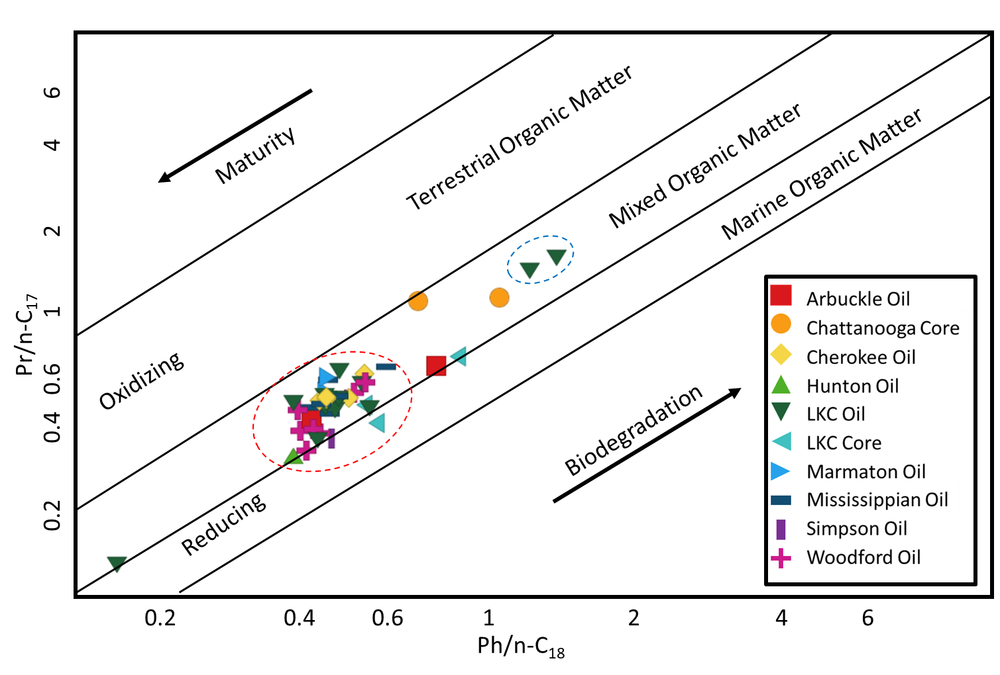 6
4
2
1
0.6
0.4
0.2
Pr/n-C17
Maturity
Terrestrial Organic Matter
Mixed Organic Matter
Marine Organic Matter
Oxidizing
Reducing
Biodegradation
Arbuckle Oil
Chattanooga Core
Cherokee Oil
Hunton Oil
LKC Oil
LKC Core
Marmaton Oil
Mississippian Oil
Simpson Oil
Woodford Oil
0.2 0.4 0.6 1 2 4 6
Ph/n-C18